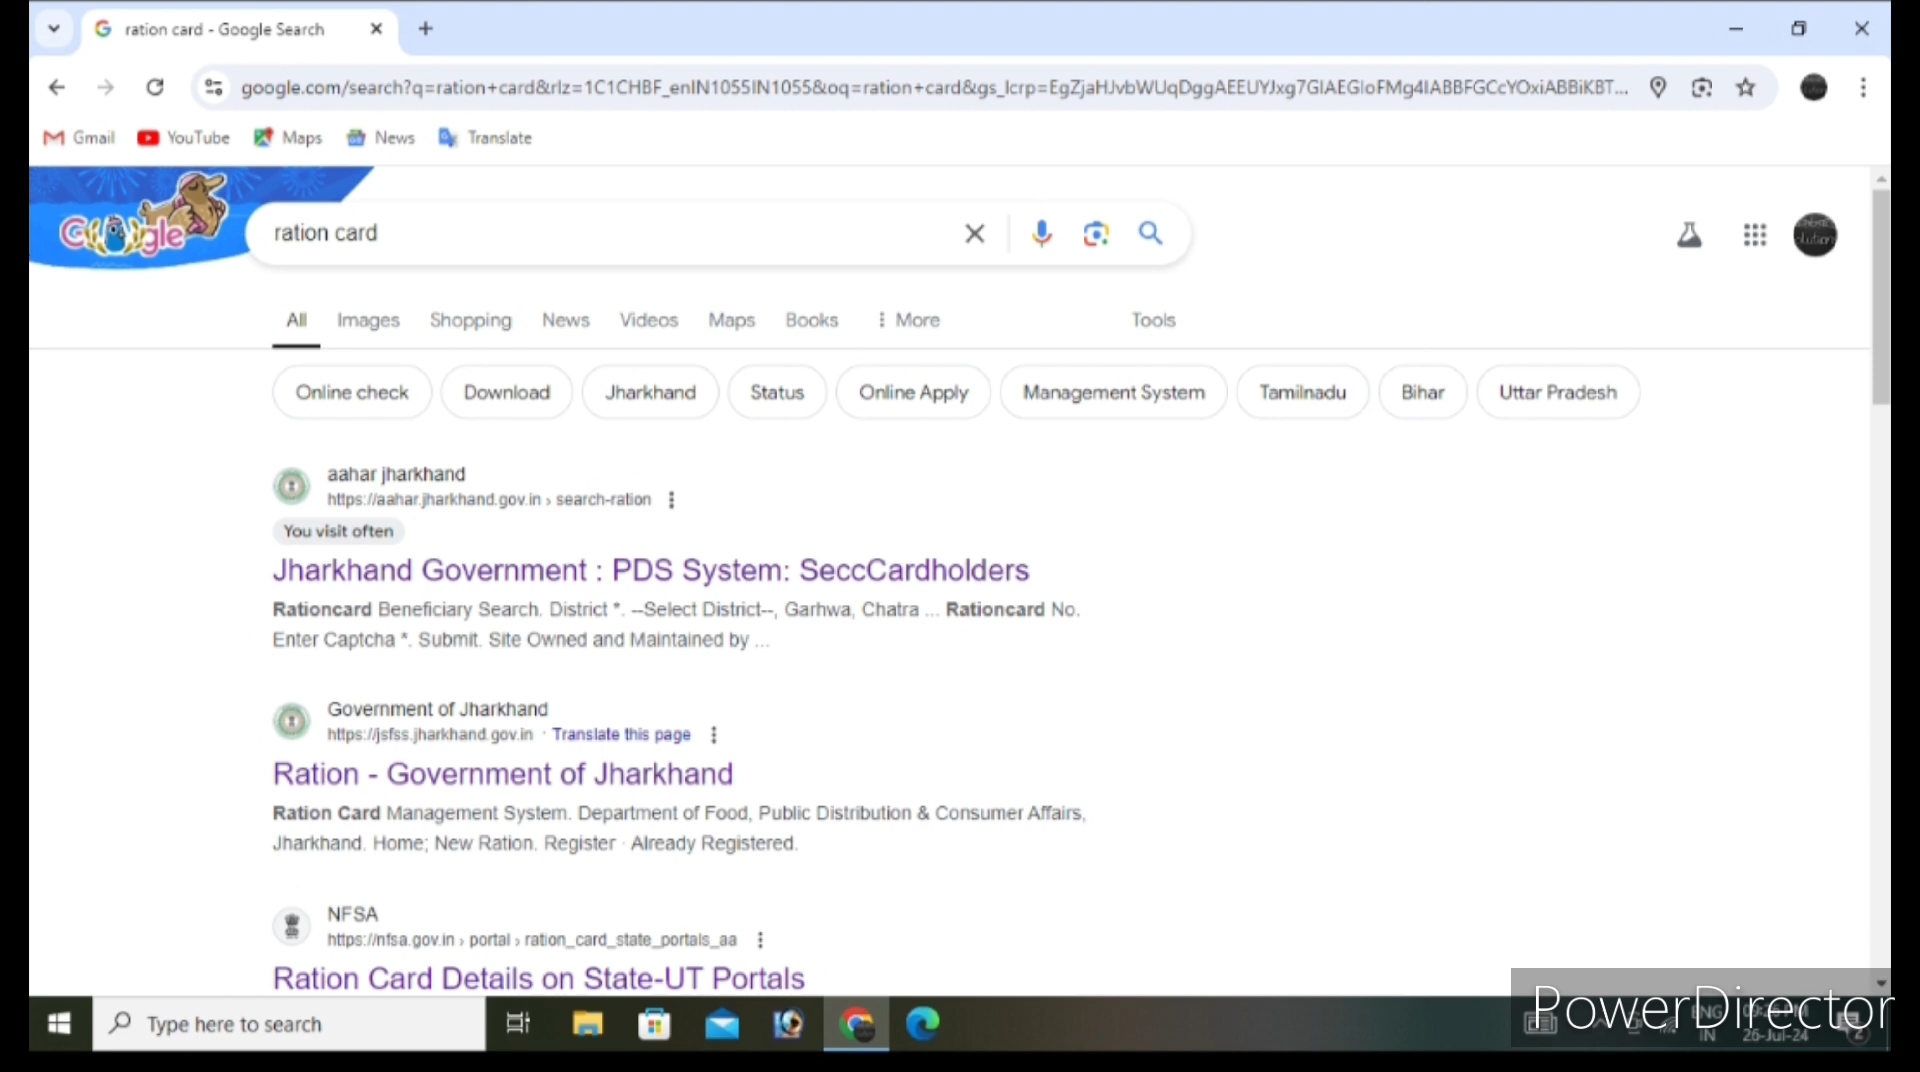 ration card - Google Search
google.com/search?q=ration+card&rlz=1C1CHBF_enIN1055IN1055&oq=ration+card&gs_lcrp=EgZjaHJvbWUqDggAEEUYJxg7GIAEGIoFMg4IABBFGCcYOxiABBiKBT...
Gmail YouTube Maps News Translate
Google
ration card
All Images Shopping News Videos Maps Books More Tools
Online check Download Jharkhand Status Online Apply Management System Tamilnadu Bihar Uttar Pradesh
aahar jharkhand
https://aahar.jharkhand.gov.in › search-ration
You visit often
Jharkhand Government : PDS System: SeccCardholders
Rationcard Beneficiary Search. District *. --Select District--, Garhwa, Chatra ... Rationcard No.
Enter Captcha *. Submit. Site Owned and Maintained by ...
Government of Jharkhand
https://jsfss.jharkhand.gov.in · Translate this page
Ration - Government of Jharkhand
Ration Card Management System. Department of Food, Public Distribution & Consumer Affairs,
Jharkhand. Home; New Ration. Register · Already Registered.
NFSA
https://nfsa.gov.in › portal › ration_card_state_portals_aa
Ration Card Details on State-UT Portals
Type here to search
PowerDirector
ENG
IN 26-Jul-24